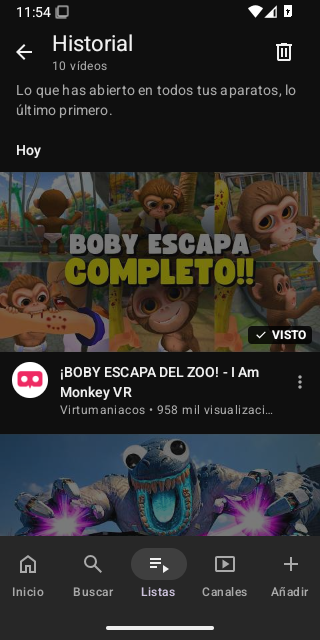 11:54
Historial
10 vídeos
Lo que has abierto en todos tus aparatos, lo
último primero.
Hoy
BOBY ESCAPA
COMPLETO!!
VISTO
¡BOBY ESCAPA DEL ZOO! - I Am
Monkey VR
Virtumaniacos • 958 mil visualizaci…
Inicio
Buscar
Listas
Canales
Añadir